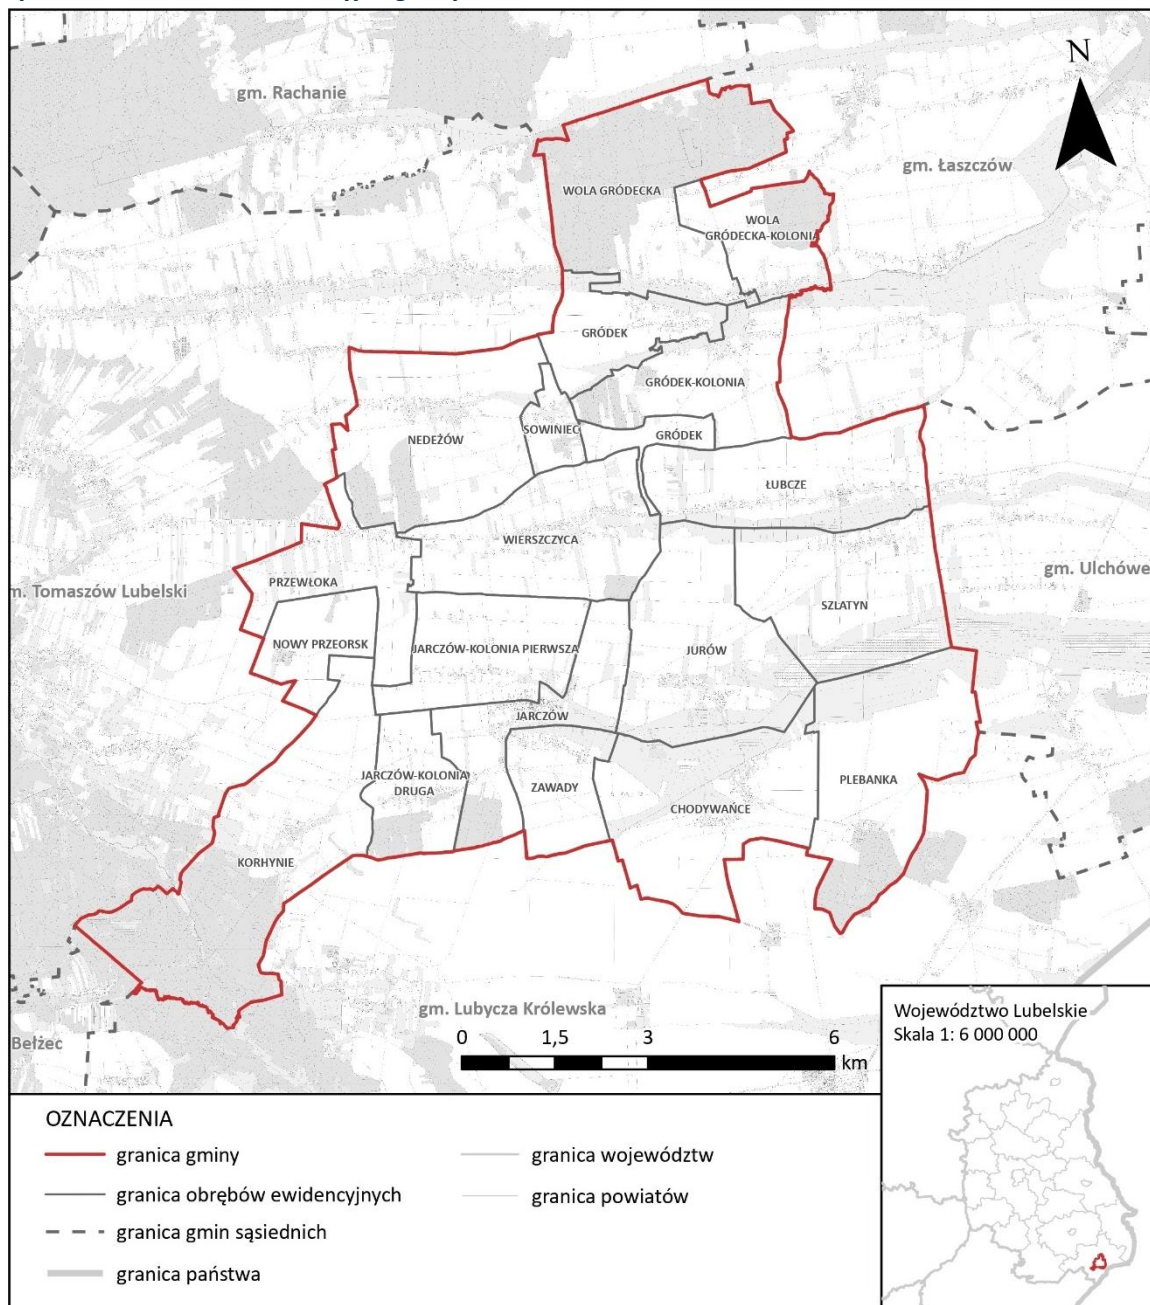 N
gm. Rachanie
gm. Łaszczów
WOLA GRÓDECKA
WOLA
GRÓDECKA-KOLONIA
GRÓDEK
GRÓDEK-KOLONIA
SOWINIEC
GRÓDEK
NEDEŻÓW
ŁUBCZE
WIERSZCZYCA
gm. Ulchówe
PRZEWŁOKA
m. Tomaszów Lubelski
SZLATYN
NOWY PRZEORSK
JARCZÓW-KOLONIA PIERWSZA
JURÓW
JARCZÓW
JARCZÓW-KOLONIA
DRUGA
ZAWADY
PLEBANKA
CHODYWAŃCE
KORHYNIE
gm. Lubycza Królewska
Bełżec
0 1,5 3 6
km
Województwo Lubelskie
Skala 1: 6 000 000
OZNACZENIA
granica gminy
granica obrębów ewidencyjnych
granica gmin sąsiednich
granica państwa
granica województw
granica powiatów